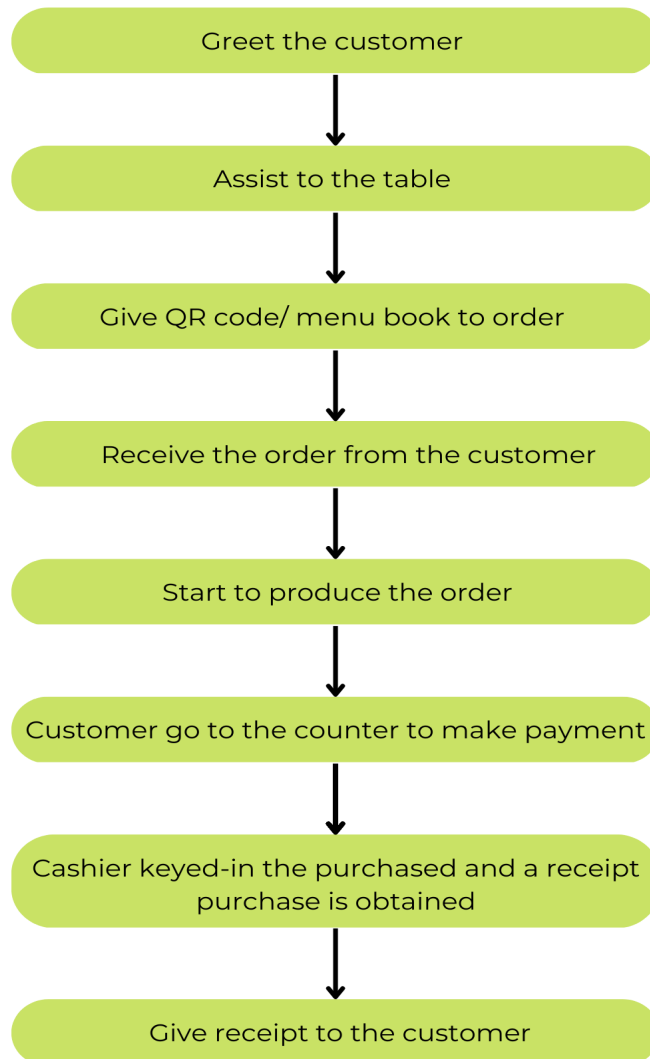 Greet the customer
Assist to the table
Give QR code/ menu book to order
Receive the order from the customer
Start to produce the order
Customer go to the counter to make payment
Cashier keyed-in the purchased and a receipt
purchase is obtained
Give receipt to the customer